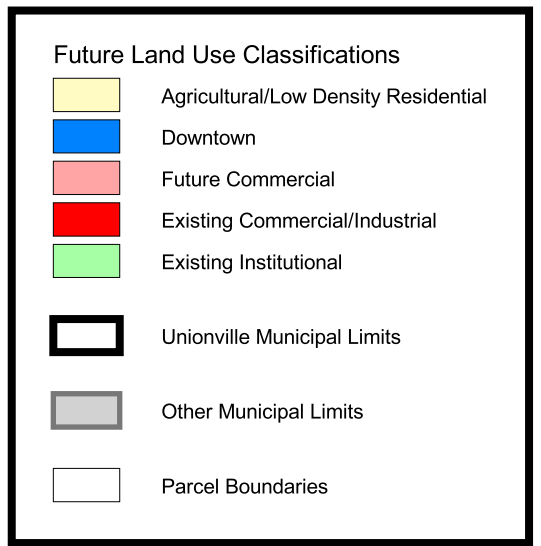 Future Land Use Classifications
Agricultural/Low Density Residential
Downtown
Future Commercial
Existing Commercial/Industrial
Existing Institutional
Unionville Municipal Limits
Other Municipal Limits
Parcel Boundaries